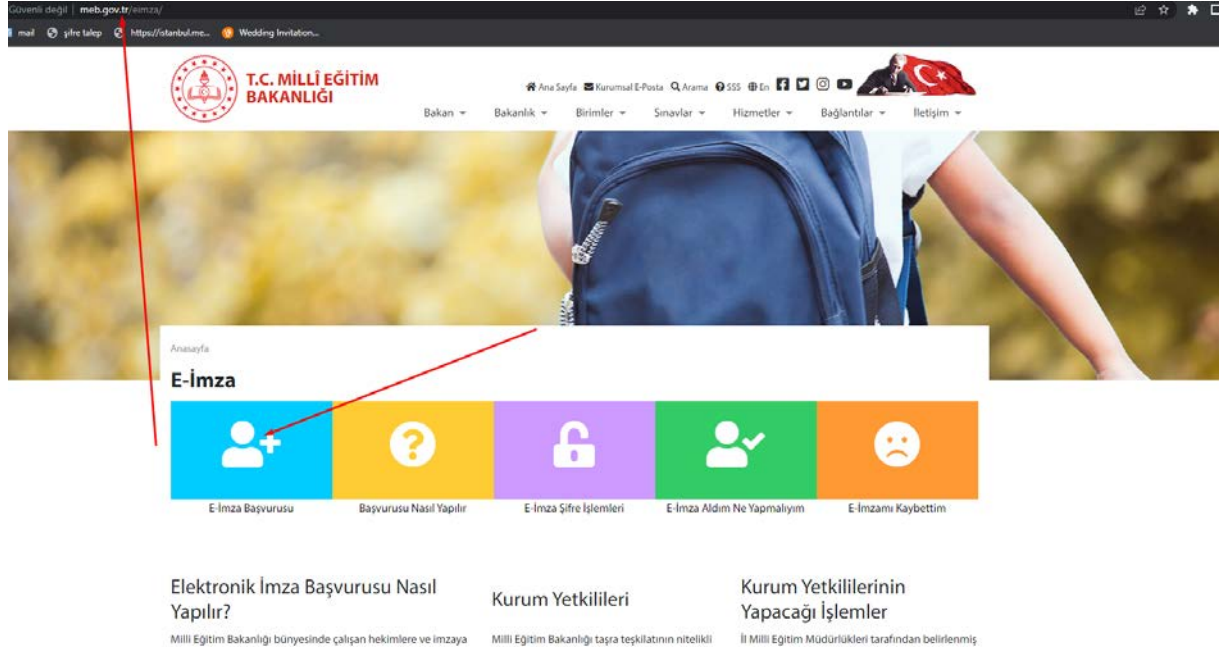 Güvenli değil | meb.gov.tr/eimza/
mail şifre talep https://istanbul.me... Wedding Invitation...
T.C. MİLLÎ EĞİTİM
BAKANLIĞI
Ana Sayfa Kurumsal E-Posta Arama SSS En
Bakan Bakanlık Birimler Sınavlar Hizmetler Bağlantılar İletişim
Anasayfa
E-İmza
E-İmza Başvurusu Başvurusu Nasıl Yapılır E-İmza Şifre İşlemleri E-İmza Aldım Ne Yapmalıyım E-İmzamı Kaybettim
Elektronik İmza Başvurusu Nasıl
Yapılır?
Milli Eğitim Bakanlığı bünyesinde çalışan hekimlere ve imzaya
Kurum Yetkilileri
Milli Eğitim Bakanlığı taşra teşkilatının nitelikli
Kurum Yetkililerinin
Yapacağı İşlemler
İl Milli Eğitim Müdürlükleri tarafından belirlenmiş